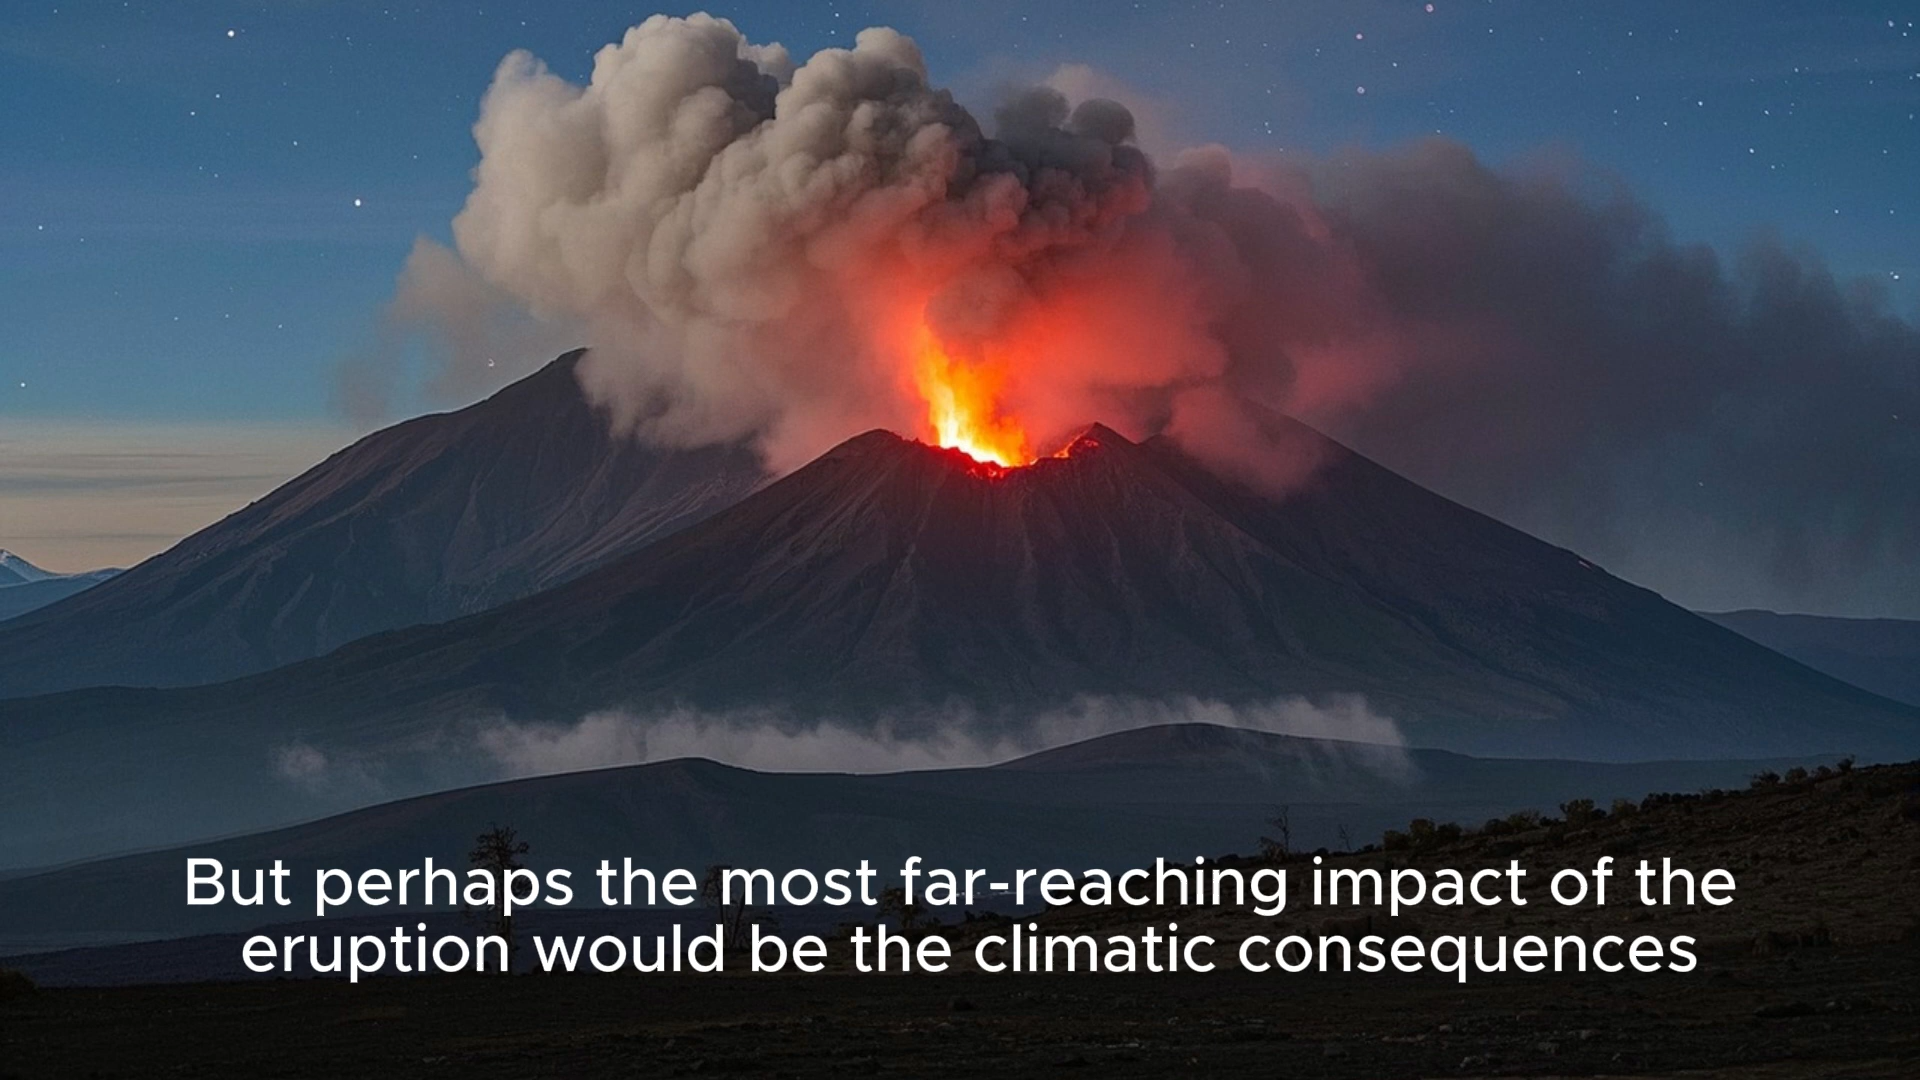 But perhaps the most far-reaching impact of the
eruption would be the climatic consequences